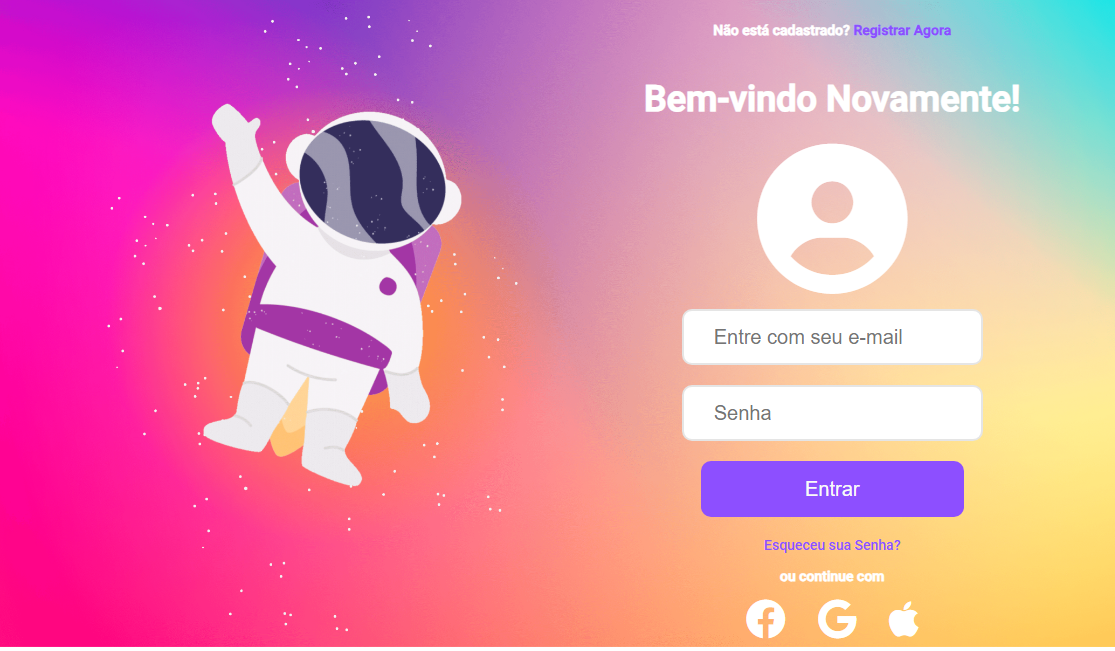 Não está cadastrado? Registrar Agora
Bem-vindo Novamente!
Entre com seu e-mail
Senha
Entrar
Esqueceu sua Senha?
ou continue com